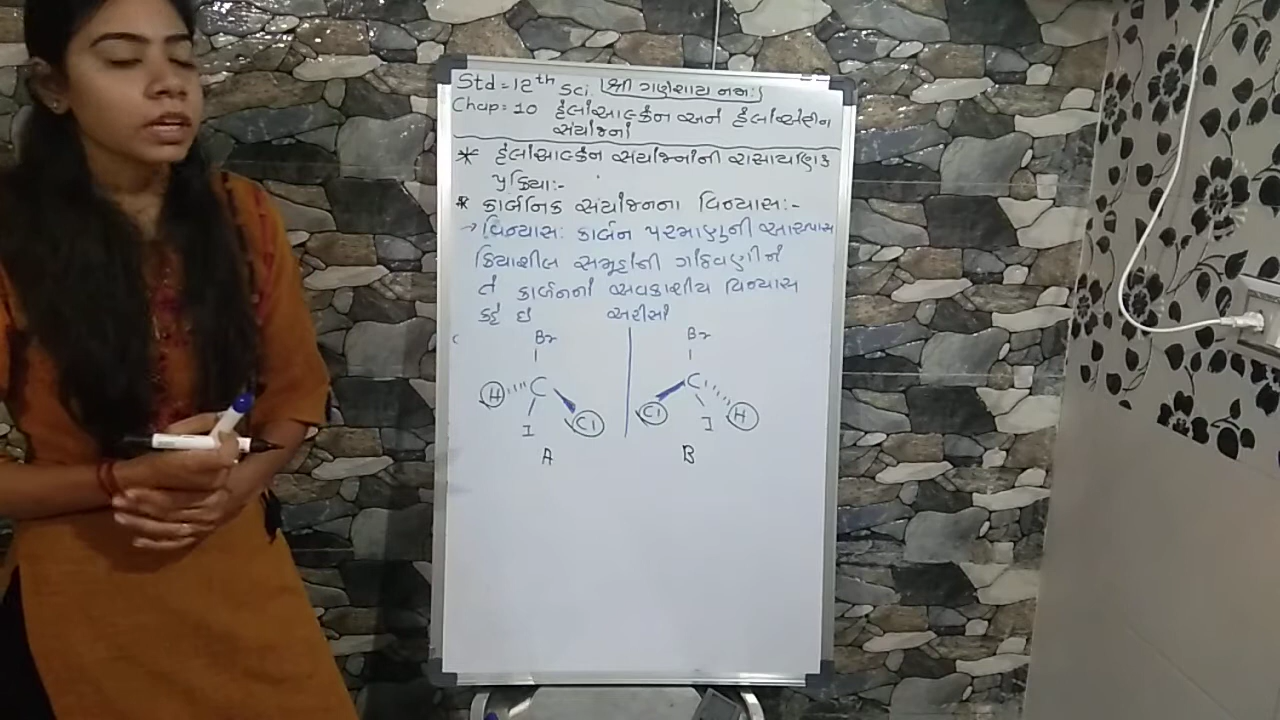 Std = 12th Sci. શ્રી ગણેશાય નમઃ
Chap = 10 હેલોઆલ્કેન અને હેલોએરીન
સંયોજનો
* હેલોઆલ્કેન સંયોજનોની રાસાયણિક
પ્રક્રિયા:-
* કાર્બનિક સંયોજનના વિન્યાસ:-
→ વિન્યાસ: કાર્બન પરમાણુની આસપાસ
ક્રિયાશીલ સમૂહોની ગોઠવણીને
તે કાર્બનનો અવકાશીય વિન્યાસ
કહે છે અરીસો
Br Br
H C C
Cl Cl H
I I
A B